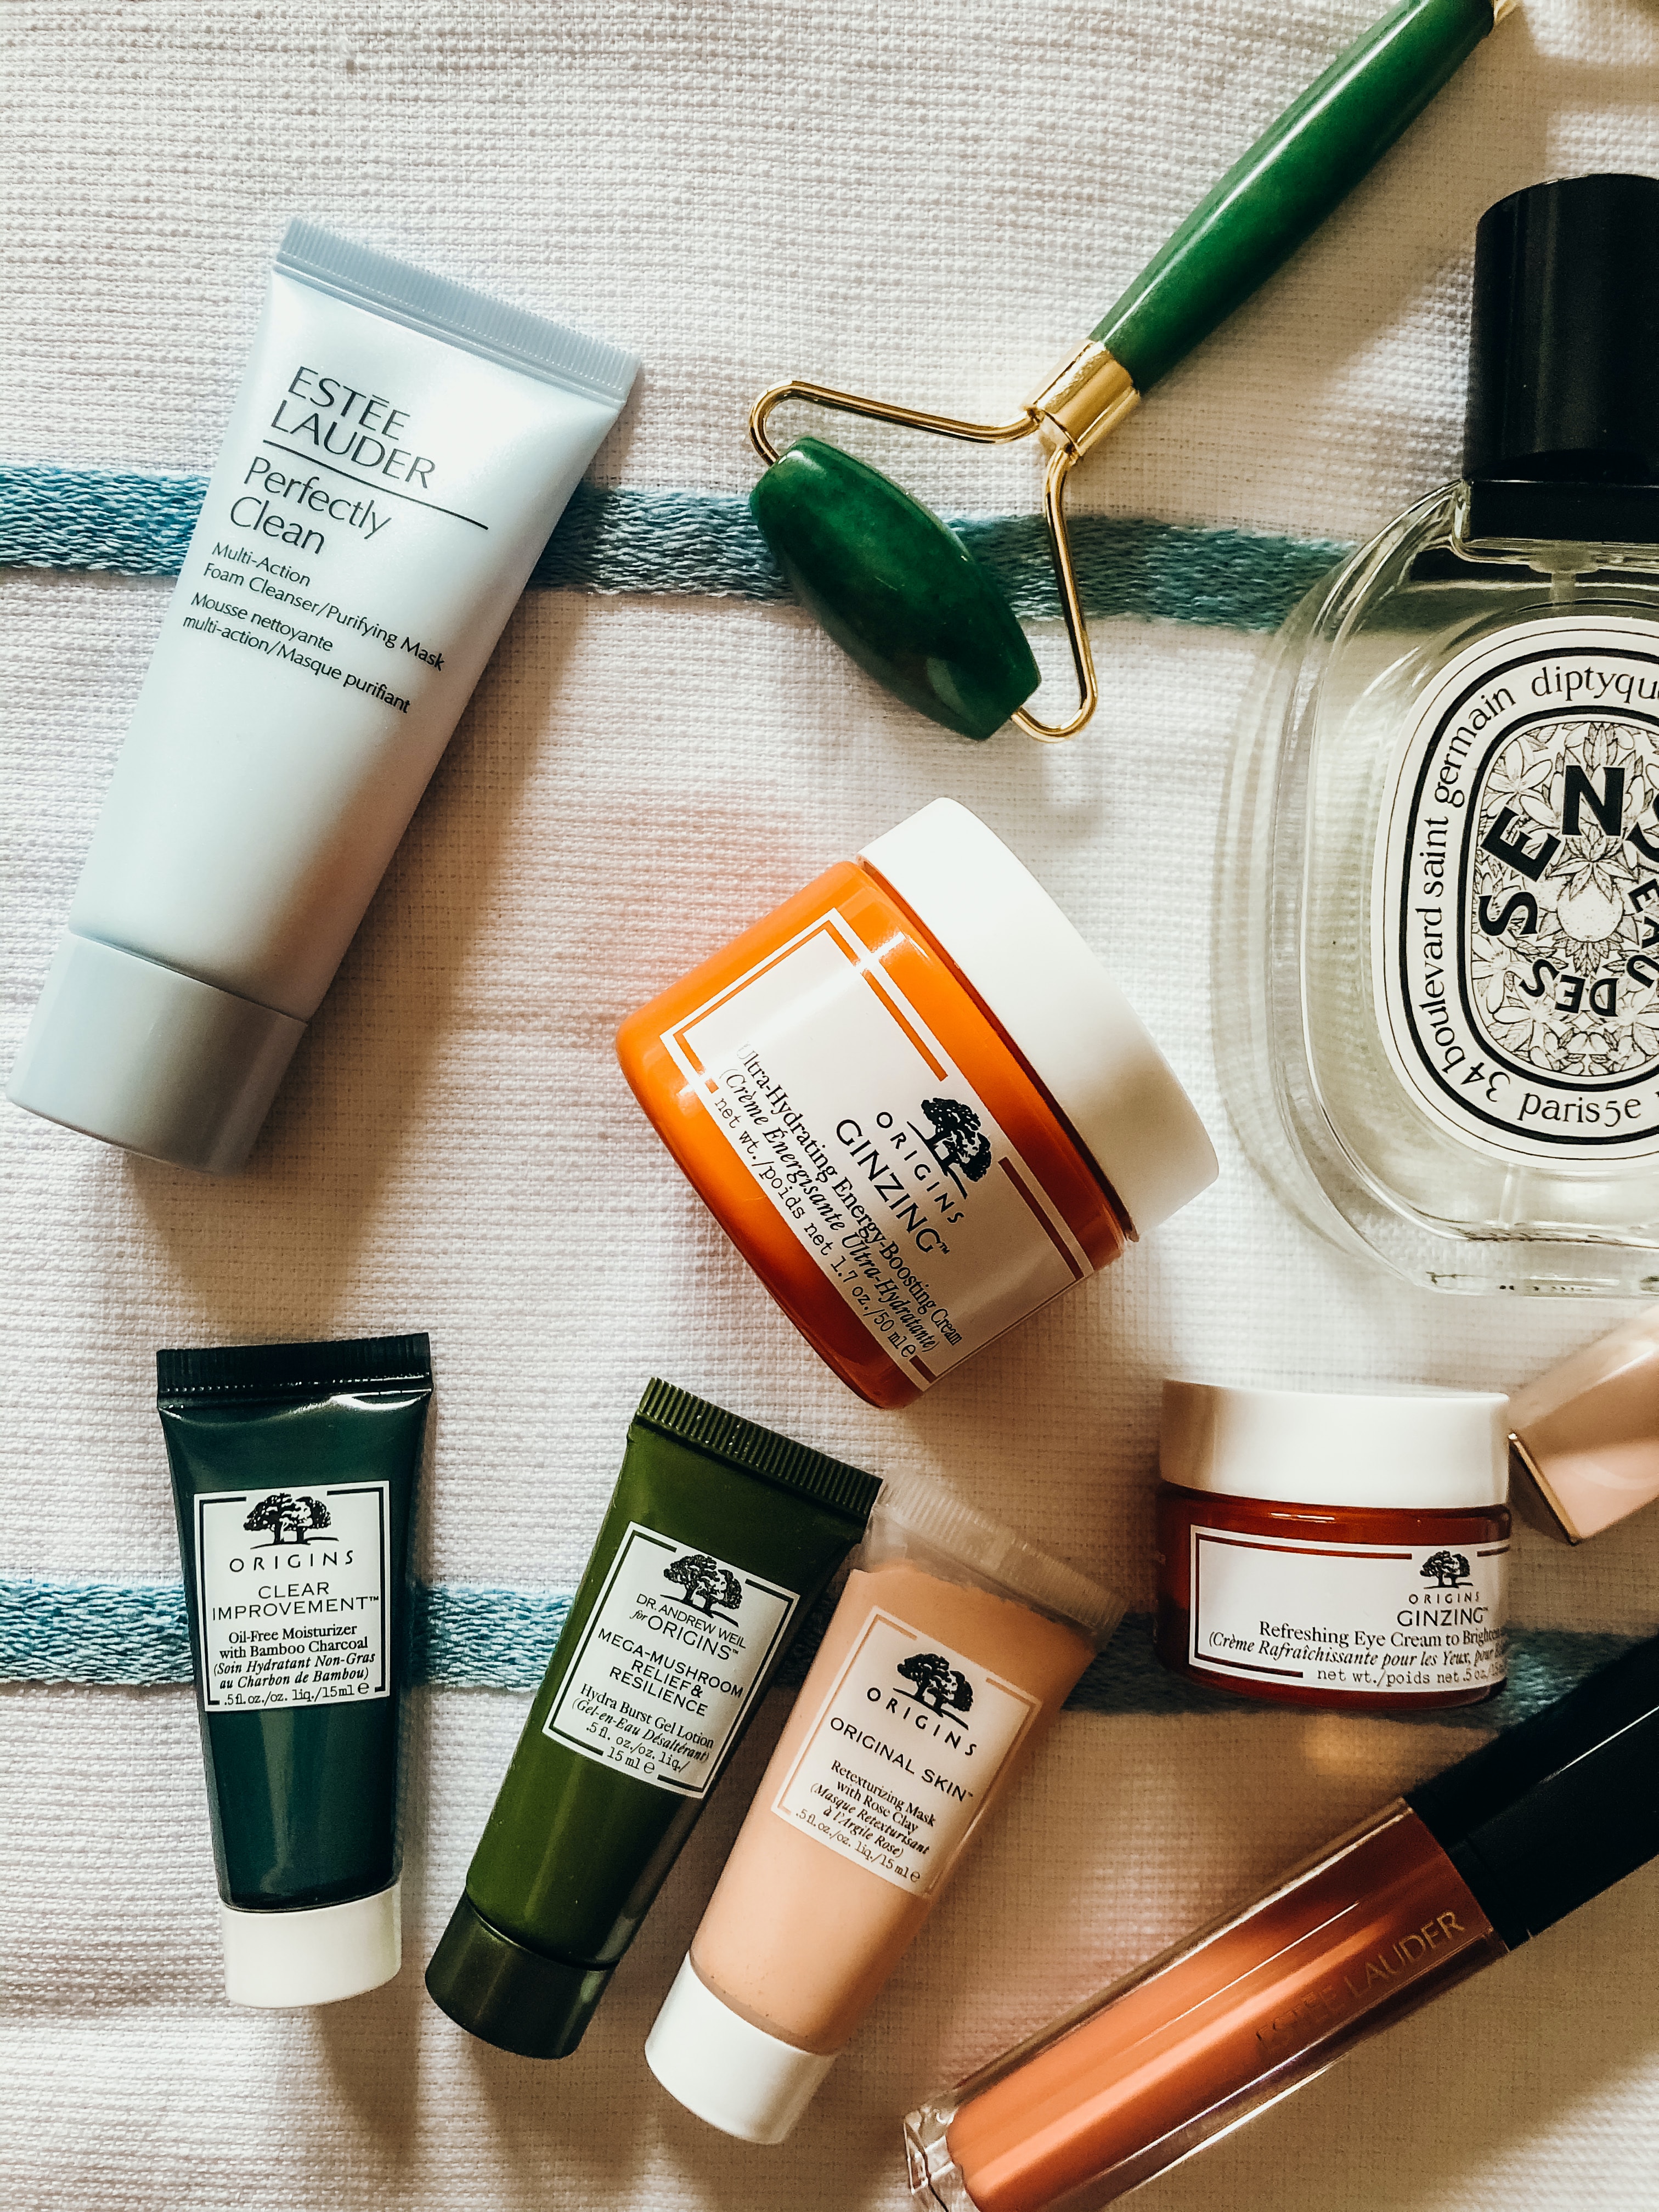 ESTĒE
LAUDER
Perfectly
Clean
Multi-Action
Foam Cleanser/Purifying Mask
Mousse nettoyante
multi-action/Masque purifiant
34 boulevard saint germain diptyqu
paris5e
SEN
EAU
DES
SENS
ORIGINS
GINZING™
Ultra-Hydrating Energy-Boosting Cream
(Crème Énergisante Ultra-Hydratante)
net wt./poids net 1.7 oz./50 ml e
ORIGINS
CLEAR
IMPROVEMENT™
Oil-Free Moisturizer
with Bamboo Charcoal
(Soin Hydratant Non-Gras
au Charbon de Bambou)
.5 fl.oz./oz. liq./15ml e
DR. ANDREW WEIL
for ORIGINS™
MEGA-MUSHROOM
RELIEF &
RESILIENCE
Hydra Burst Gel Lotion
(Gel-en-Eau Désaltérant)
.5 fl. oz./oz. liq./
15 ml e
ORIGINS
ORIGINAL SKIN™
Retexturizing Mask
with Rose Clay
(Masque Retexturisant
à l'Argile Rose)
.5 fl.oz./oz. liq./15 ml e
ORIGINS
GINZING™
Refreshing Eye Cream to
(Crème Rafraîchissante pour les Yeux, pour
net wt./poids net .5 oz./
ESTĒE LAUDER